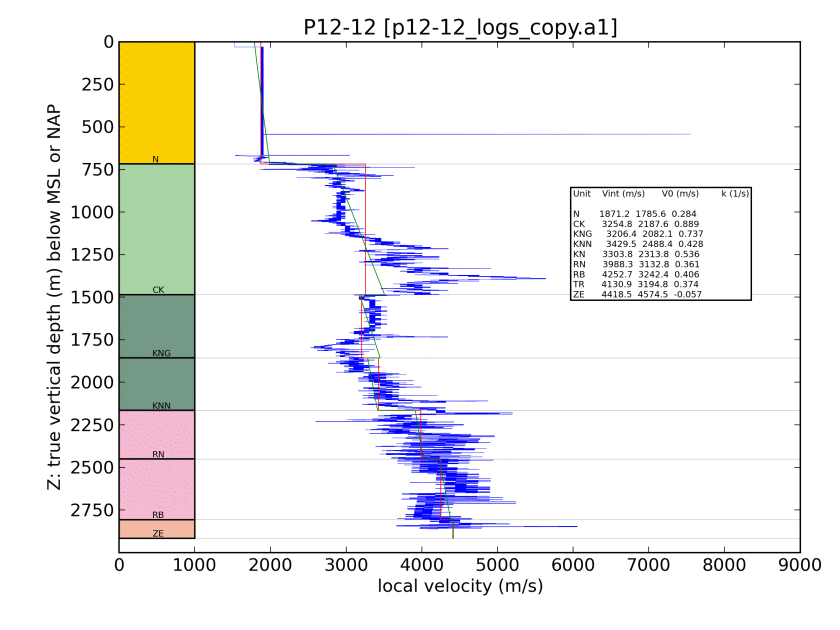 P12-12 [p12-12_logs_copy.a1]
0
250
500
750
1000
1250
1500
1750
2000
2250
2500
2750
Z: true vertical depth (m) below MSL or NAP
N
CK
KNG
KNN
RN
RB
ZE
Unit Vint (m/s) V0 (m/s) k (1/s)
N 1871.2 1785.6 0.284
CK 3254.8 2187.6 0.889
KNG 3206.4 2082.1 0.737
KNN 3429.5 2488.4 0.428
KN 3303.8 2313.8 0.536
RN 3988.3 3132.8 0.361
RB 4252.7 3242.4 0.406
TR 4130.9 3194.8 0.374
ZE 4418.5 4574.5 -0.057
0 1000 2000 3000 4000 5000 6000 7000 8000 9000
local velocity (m/s)